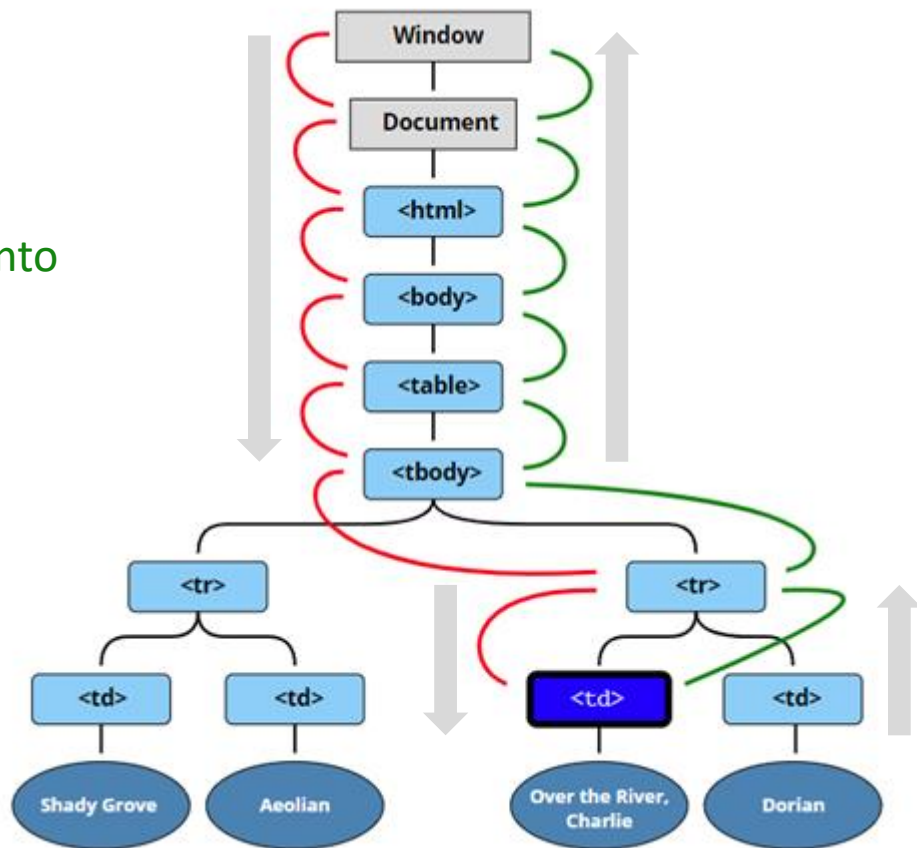 Window
Document
<html>
nto
<body>
<table>
<tbody>
<tr> <tr>
<td> <td> <td> <td>
Shady Grove Aeolian Over the River, Dorian
Charlie